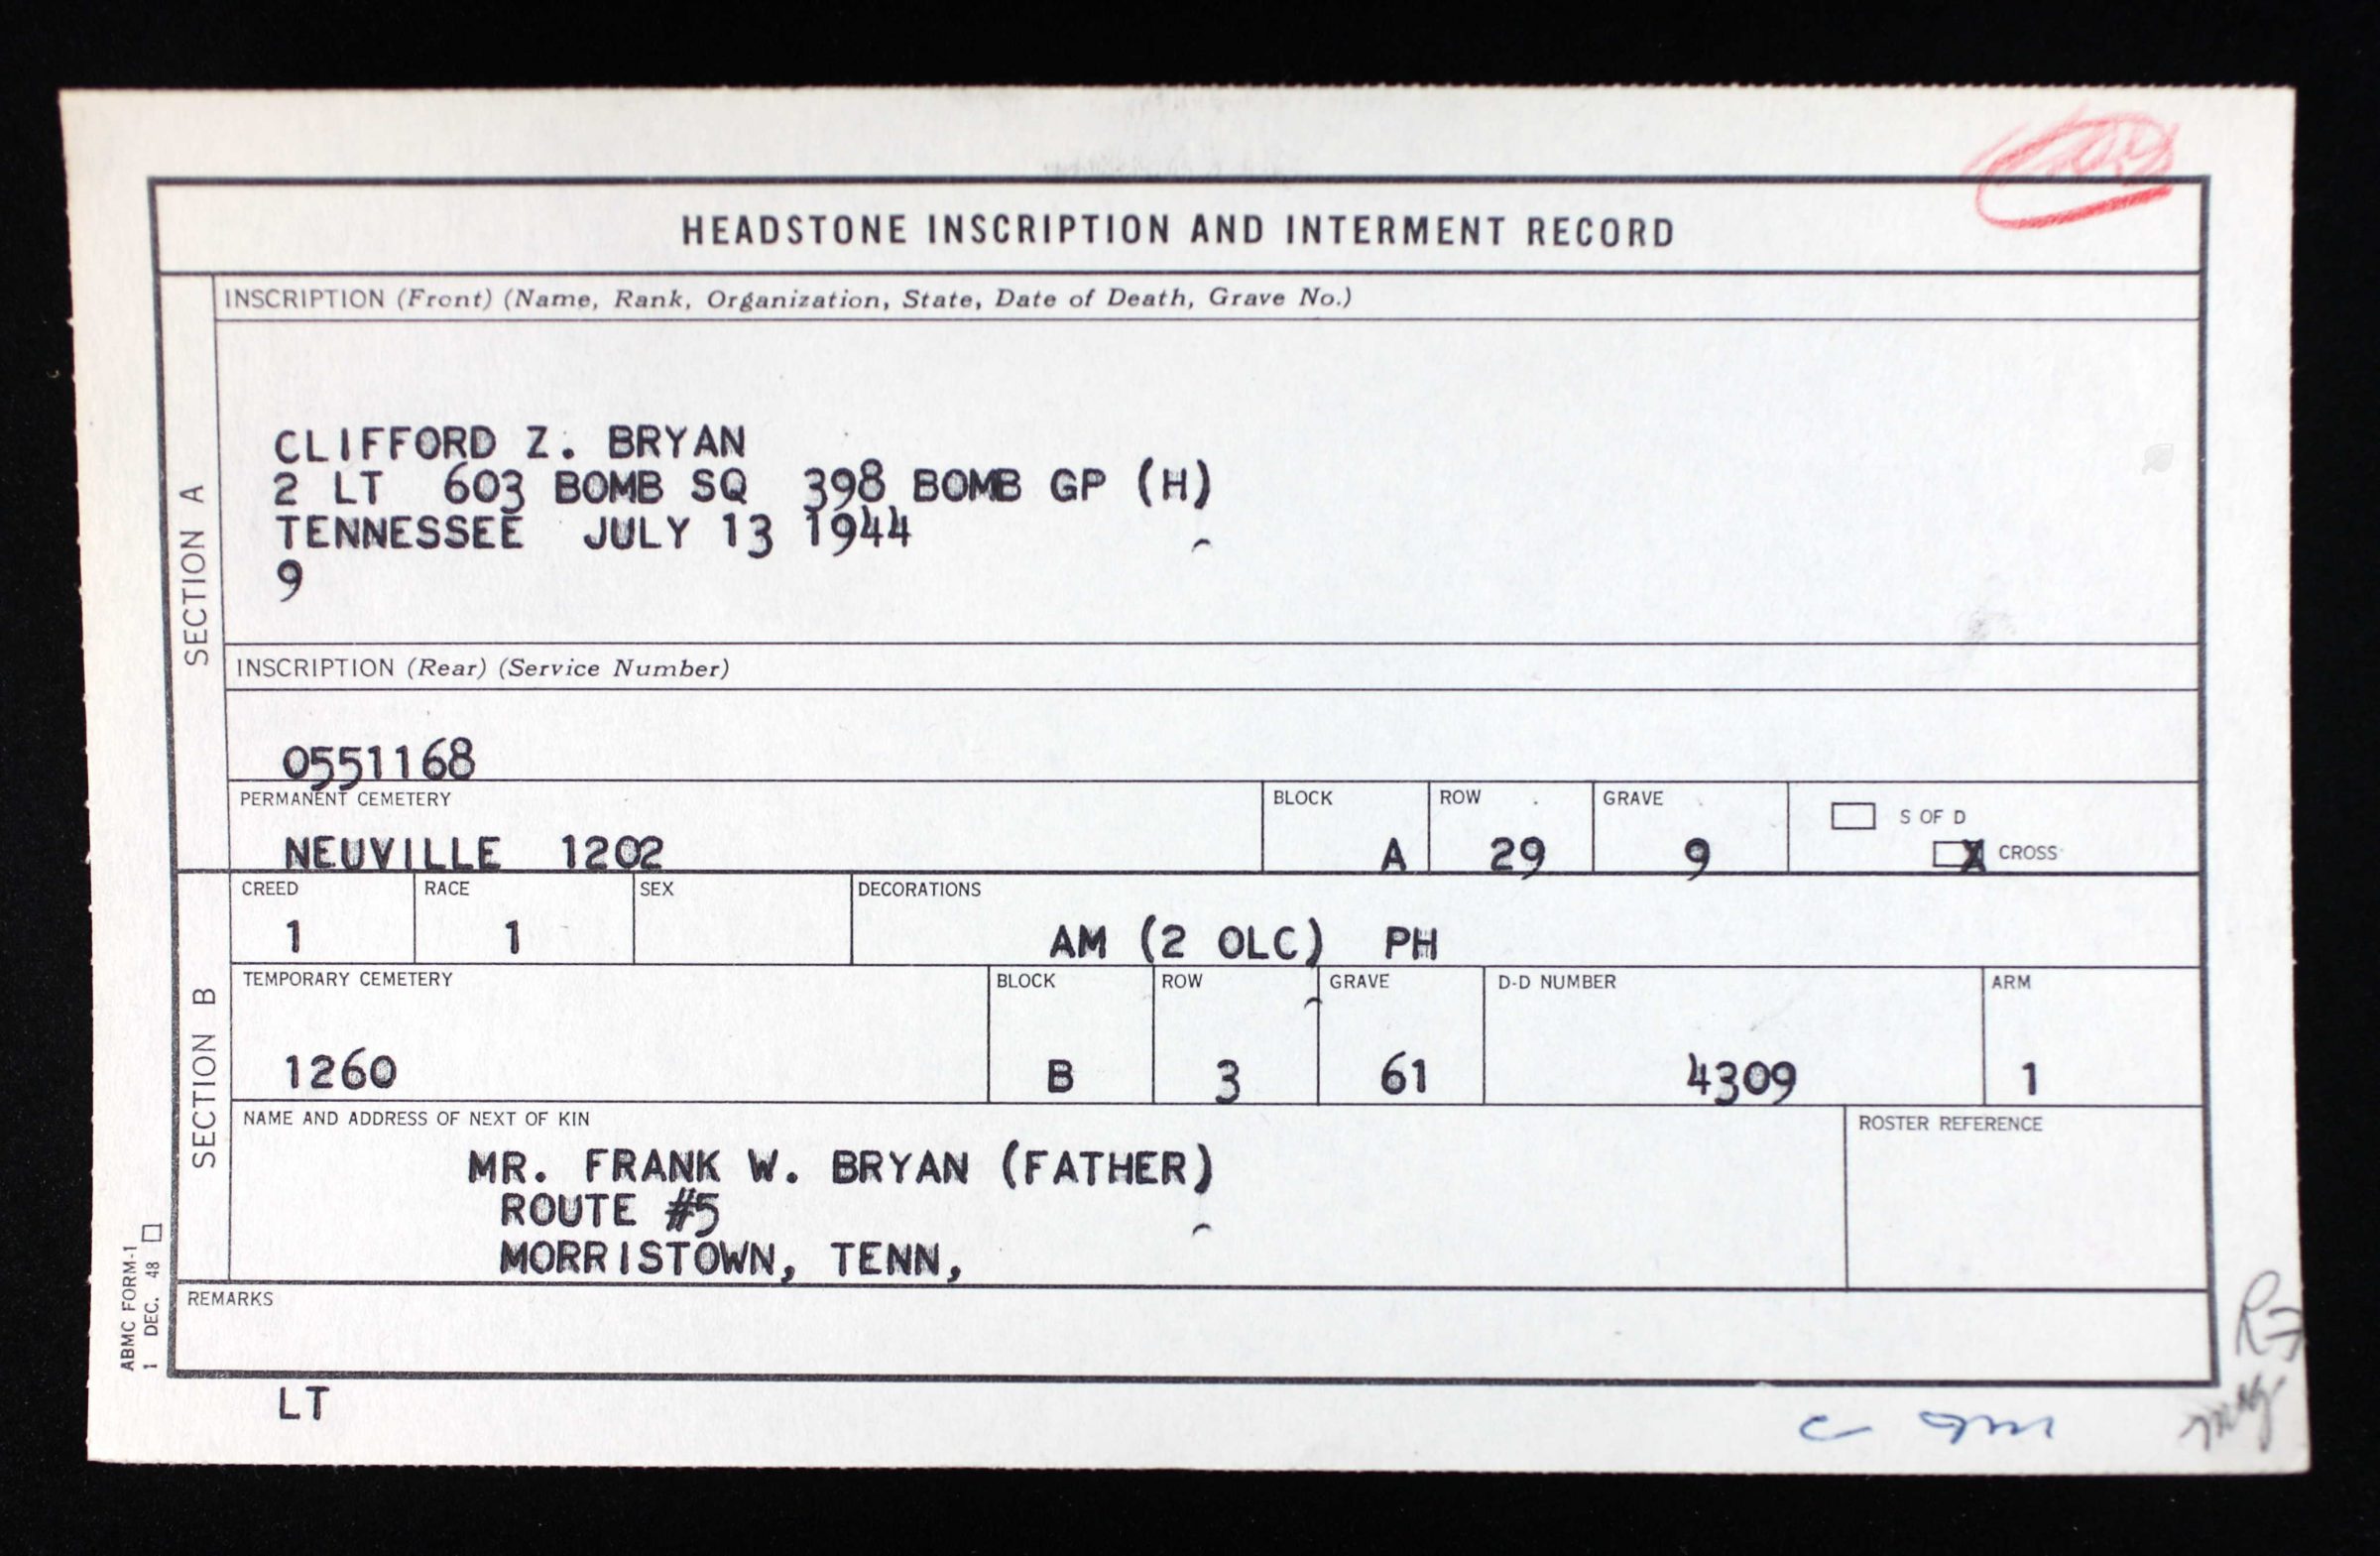 HEADSTONE INSCRIPTION AND INTERMENT RECORD
SECTION A
INSCRIPTION (Front) (Name, Rank, Organization, State, Date of Death, Grave No.)
CLIFFORD Z. BRYAN
2 LT 603 BOMB SQ 398 BOMB GP (H)
TENNESSEE JULY 13 1944
9
INSCRIPTION (Rear) (Service Number)
0551168
PERMANENT CEMETERY BLOCK ROW GRAVE S OF D
NEUVILLE 1202 A 29 9 X CROSS
SECTION B
CREED RACE SEX DECORATIONS
1 1 AM (2 OLC) PH
TEMPORARY CEMETERY BLOCK ROW GRAVE D-D NUMBER ARM
1260 B 3 61 4309 1
NAME AND ADDRESS OF NEXT OF KIN ROSTER REFERENCE
MR. FRANK W. BRYAN (FATHER)
ROUTE #5
MORRISTOWN, TENN,
REMARKS
ABMC FORM-1
1 DEC. 48
LT